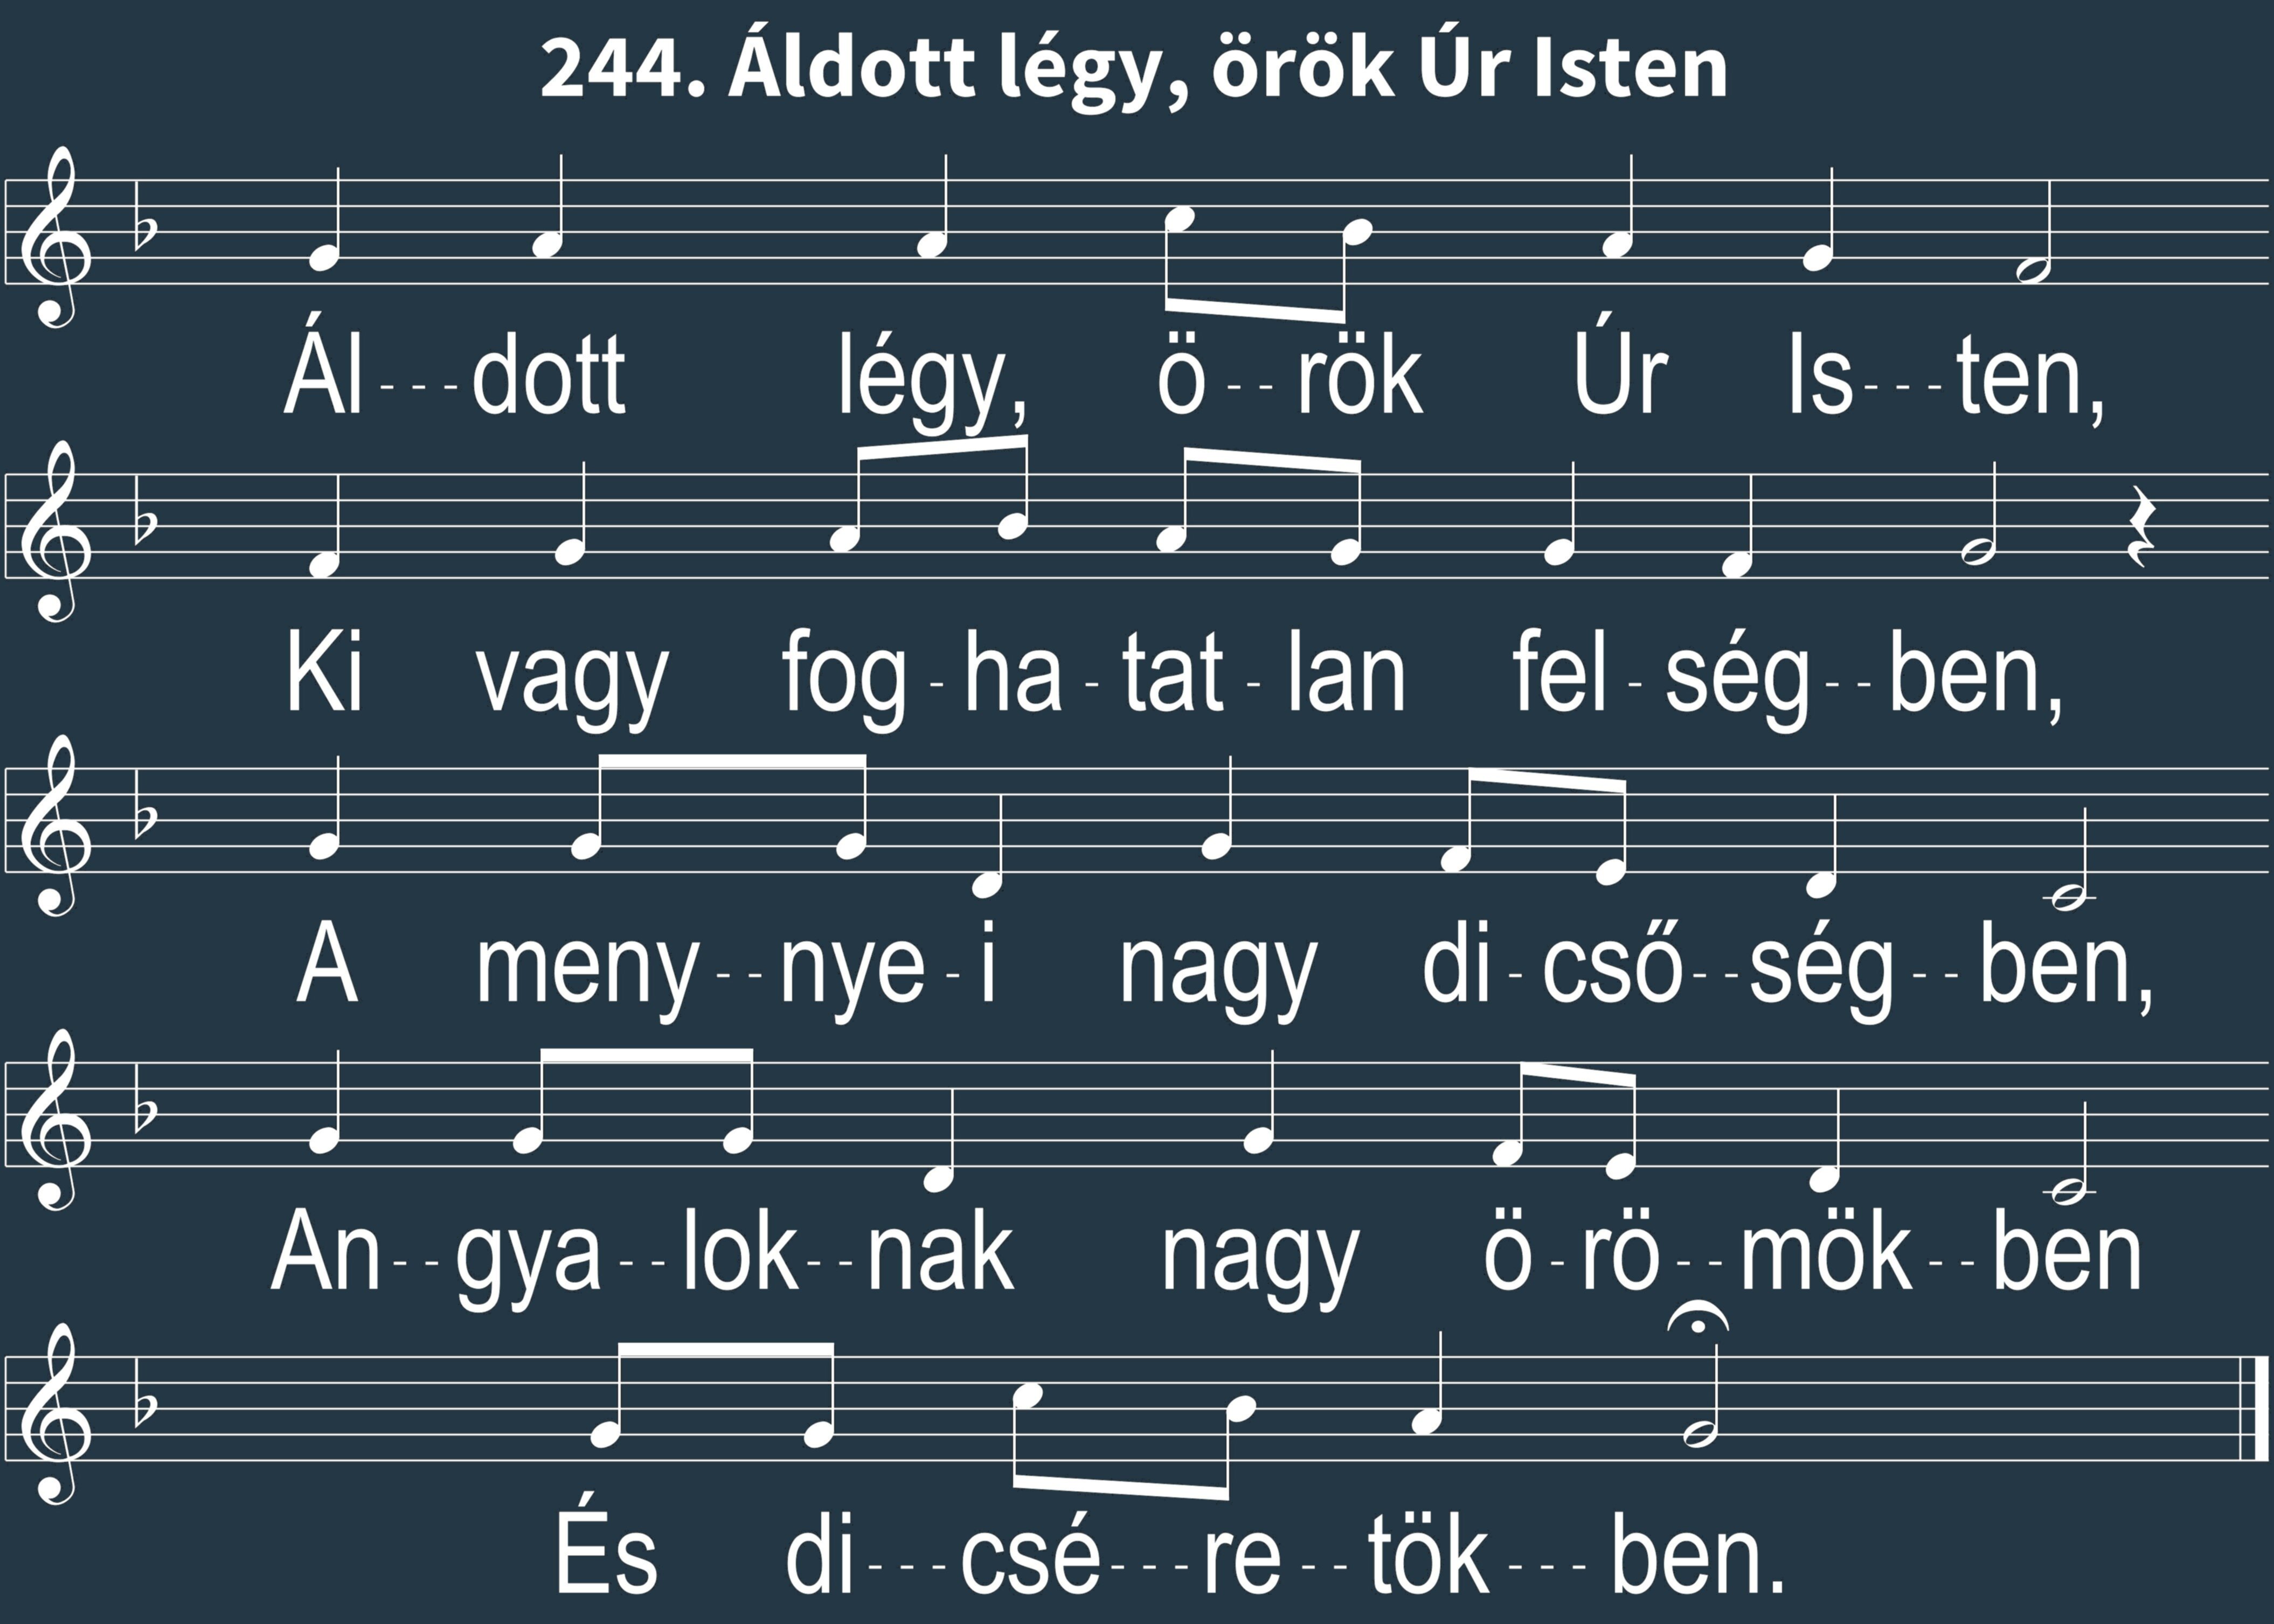 244. Áldott légy, örök Úr Isten
Ál---dott légy, ö--rök Úr Is---ten,
Ki vagy fog-ha-tat-lan fel-ség--ben,
A meny--nye-i nagy di-cső--ség--ben,
An--gya--lok--nak nagy ö-rö--mök--ben
És di---csé---re--tök---ben.